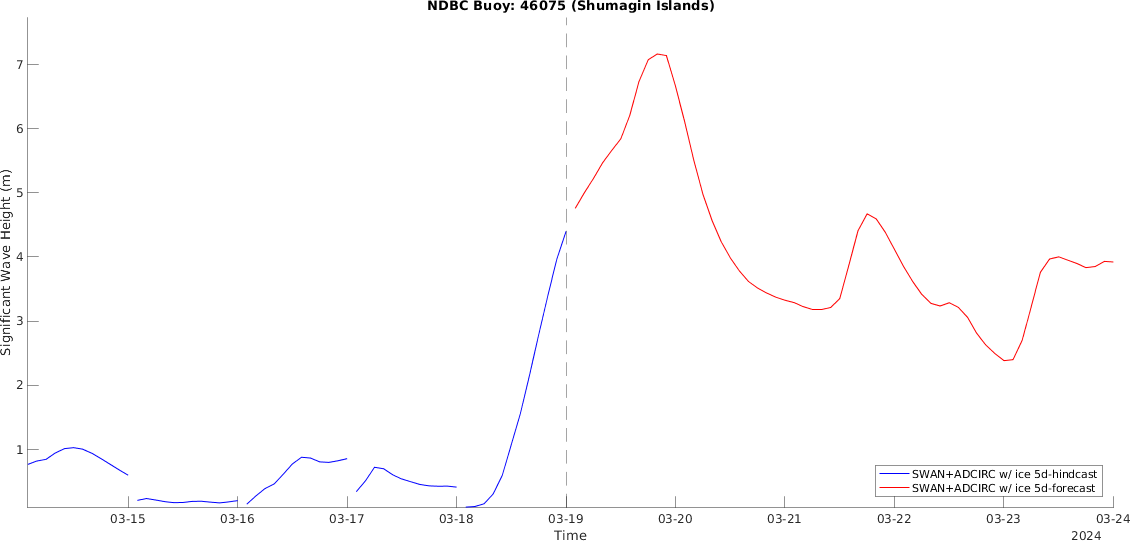 NDBC Buoy: 46075 (Shumagin Islands)
7
6
5
4
3
2
1
Significant Wave Height (m)
SWAN+ADCIRC w/ ice 5d-hindcast
SWAN+ADCIRC w/ ice 5d-forecast
03-15 03-16 03-17 03-18 03-19 03-20 03-21 03-22 03-23 03-24
Time
2024